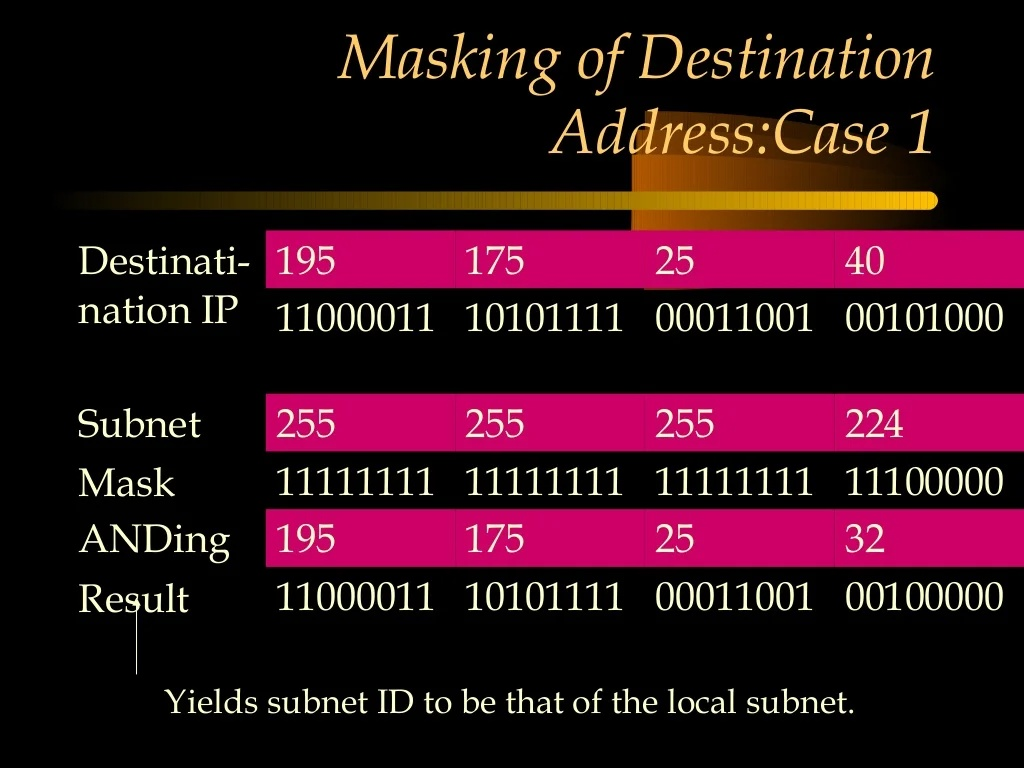 Masking of Destination
Address:Case 1
Destinati- 195 175 25 40
nation IP 11000011 10101111 00011001 00101000
Subnet 255 255 255 224
Mask 11111111 11111111 11111111 11100000
ANDing 195 175 25 32
Result 11000011 10101111 00011001 00100000
Yields subnet ID to be that of the local subnet.